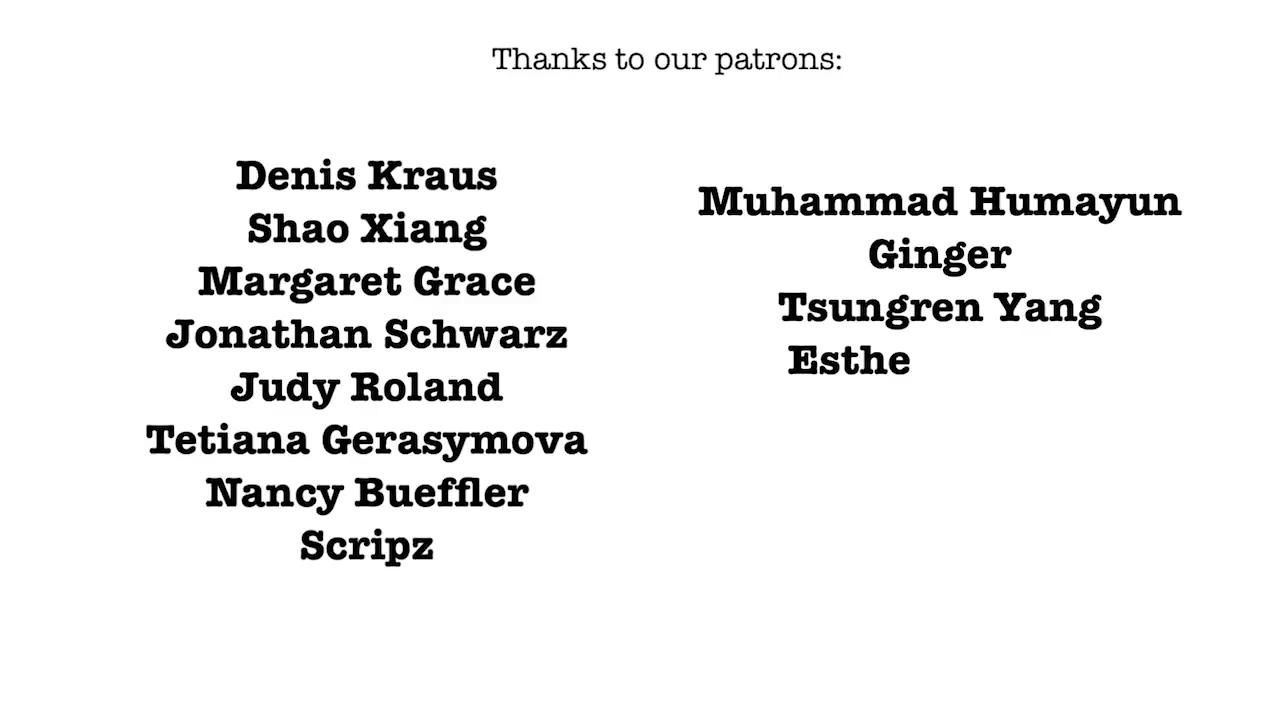 Thanks to our patrons:
Denis Kraus
Shao Xiang
Margaret Grace
Jonathan Schwarz
Judy Roland
Tetiana Gerasymova
Nancy Bueffler
Scripz
Muhammad Humayun
Ginger
Tsungren Yang
Esthe